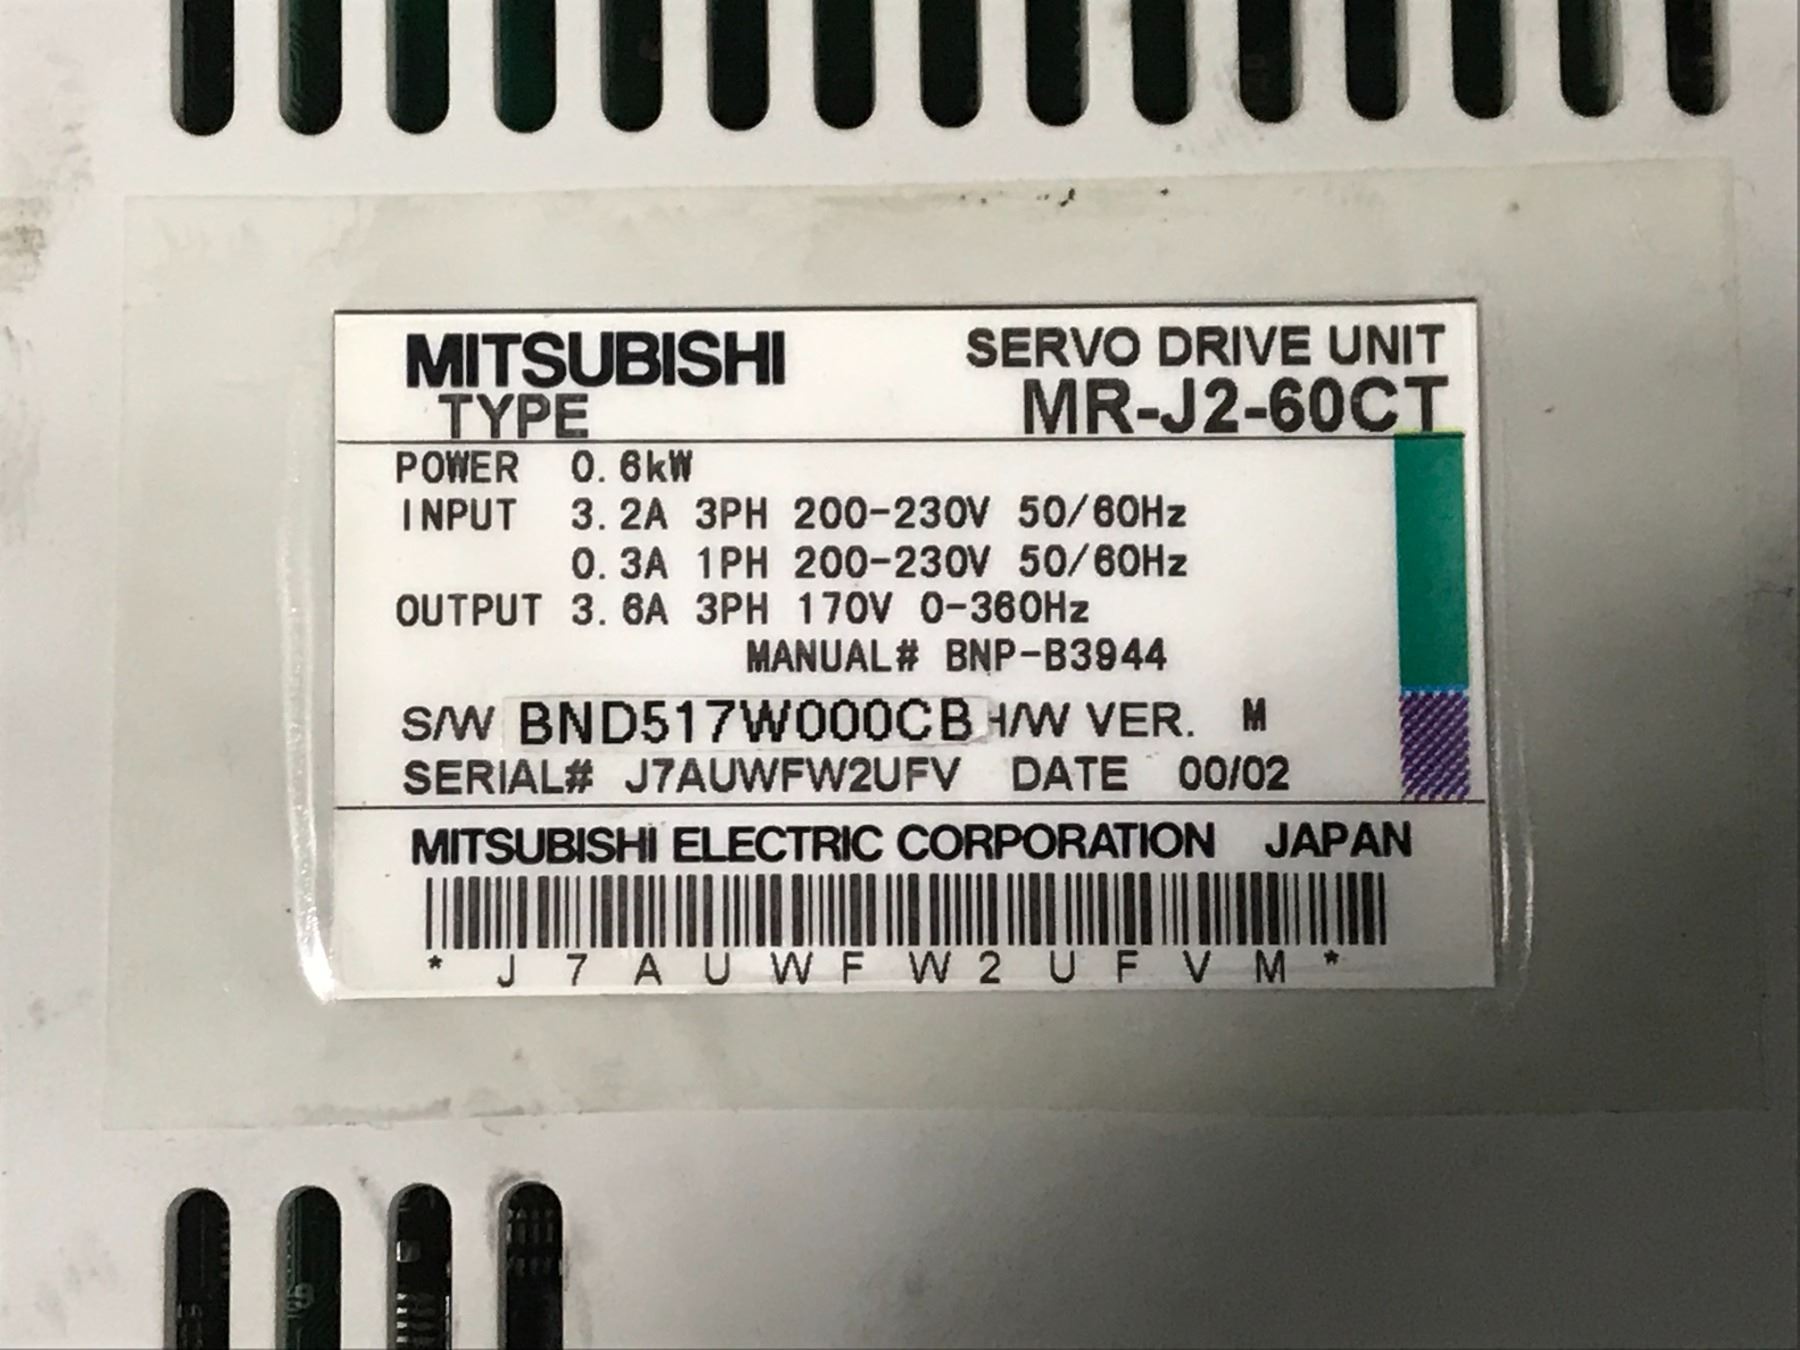 MITSUBISHI SERVO DRIVE UNIT
TYPE MR-J2-60CT
POWER 0.6kW
INPUT 3.2A 3PH 200-230V 50/60Hz
0.3A 1PH 200-230V 50/60Hz
OUTPUT 3.6A 3PH 170V 0-360Hz
MANUAL# BNP-B3944
S/W BND517W000CB H/W VER. M
SERIAL# J7AUWFW2UFV DATE 00/02
MITSUBISHI ELECTRIC CORPORATION JAPAN
* J 7 A U W F W 2 U F V M *